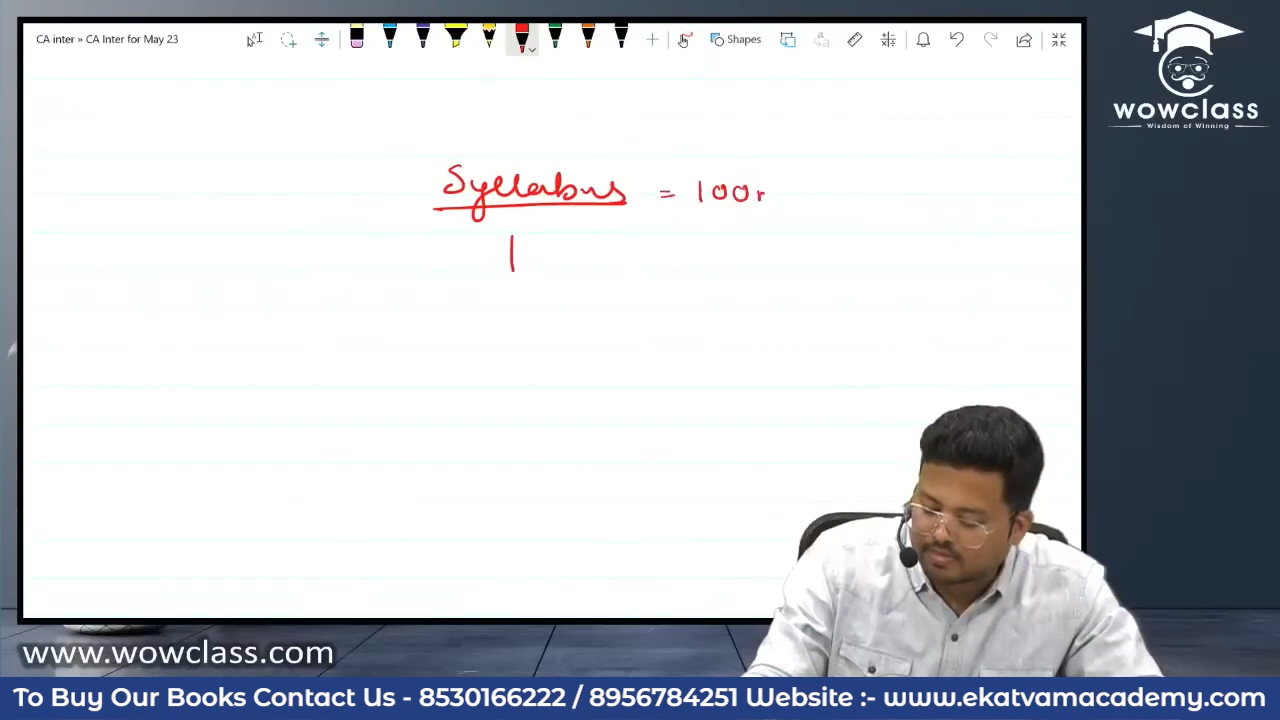 CA inter » CA Inter for May 23
Shapes
wowclass
Wisdom of Winning
Syllabus = 100
www.wowclass.com
To Buy Our Books Contact Us - 8530166222 / 8956784251 Website :- www.ekatvamacademy.com